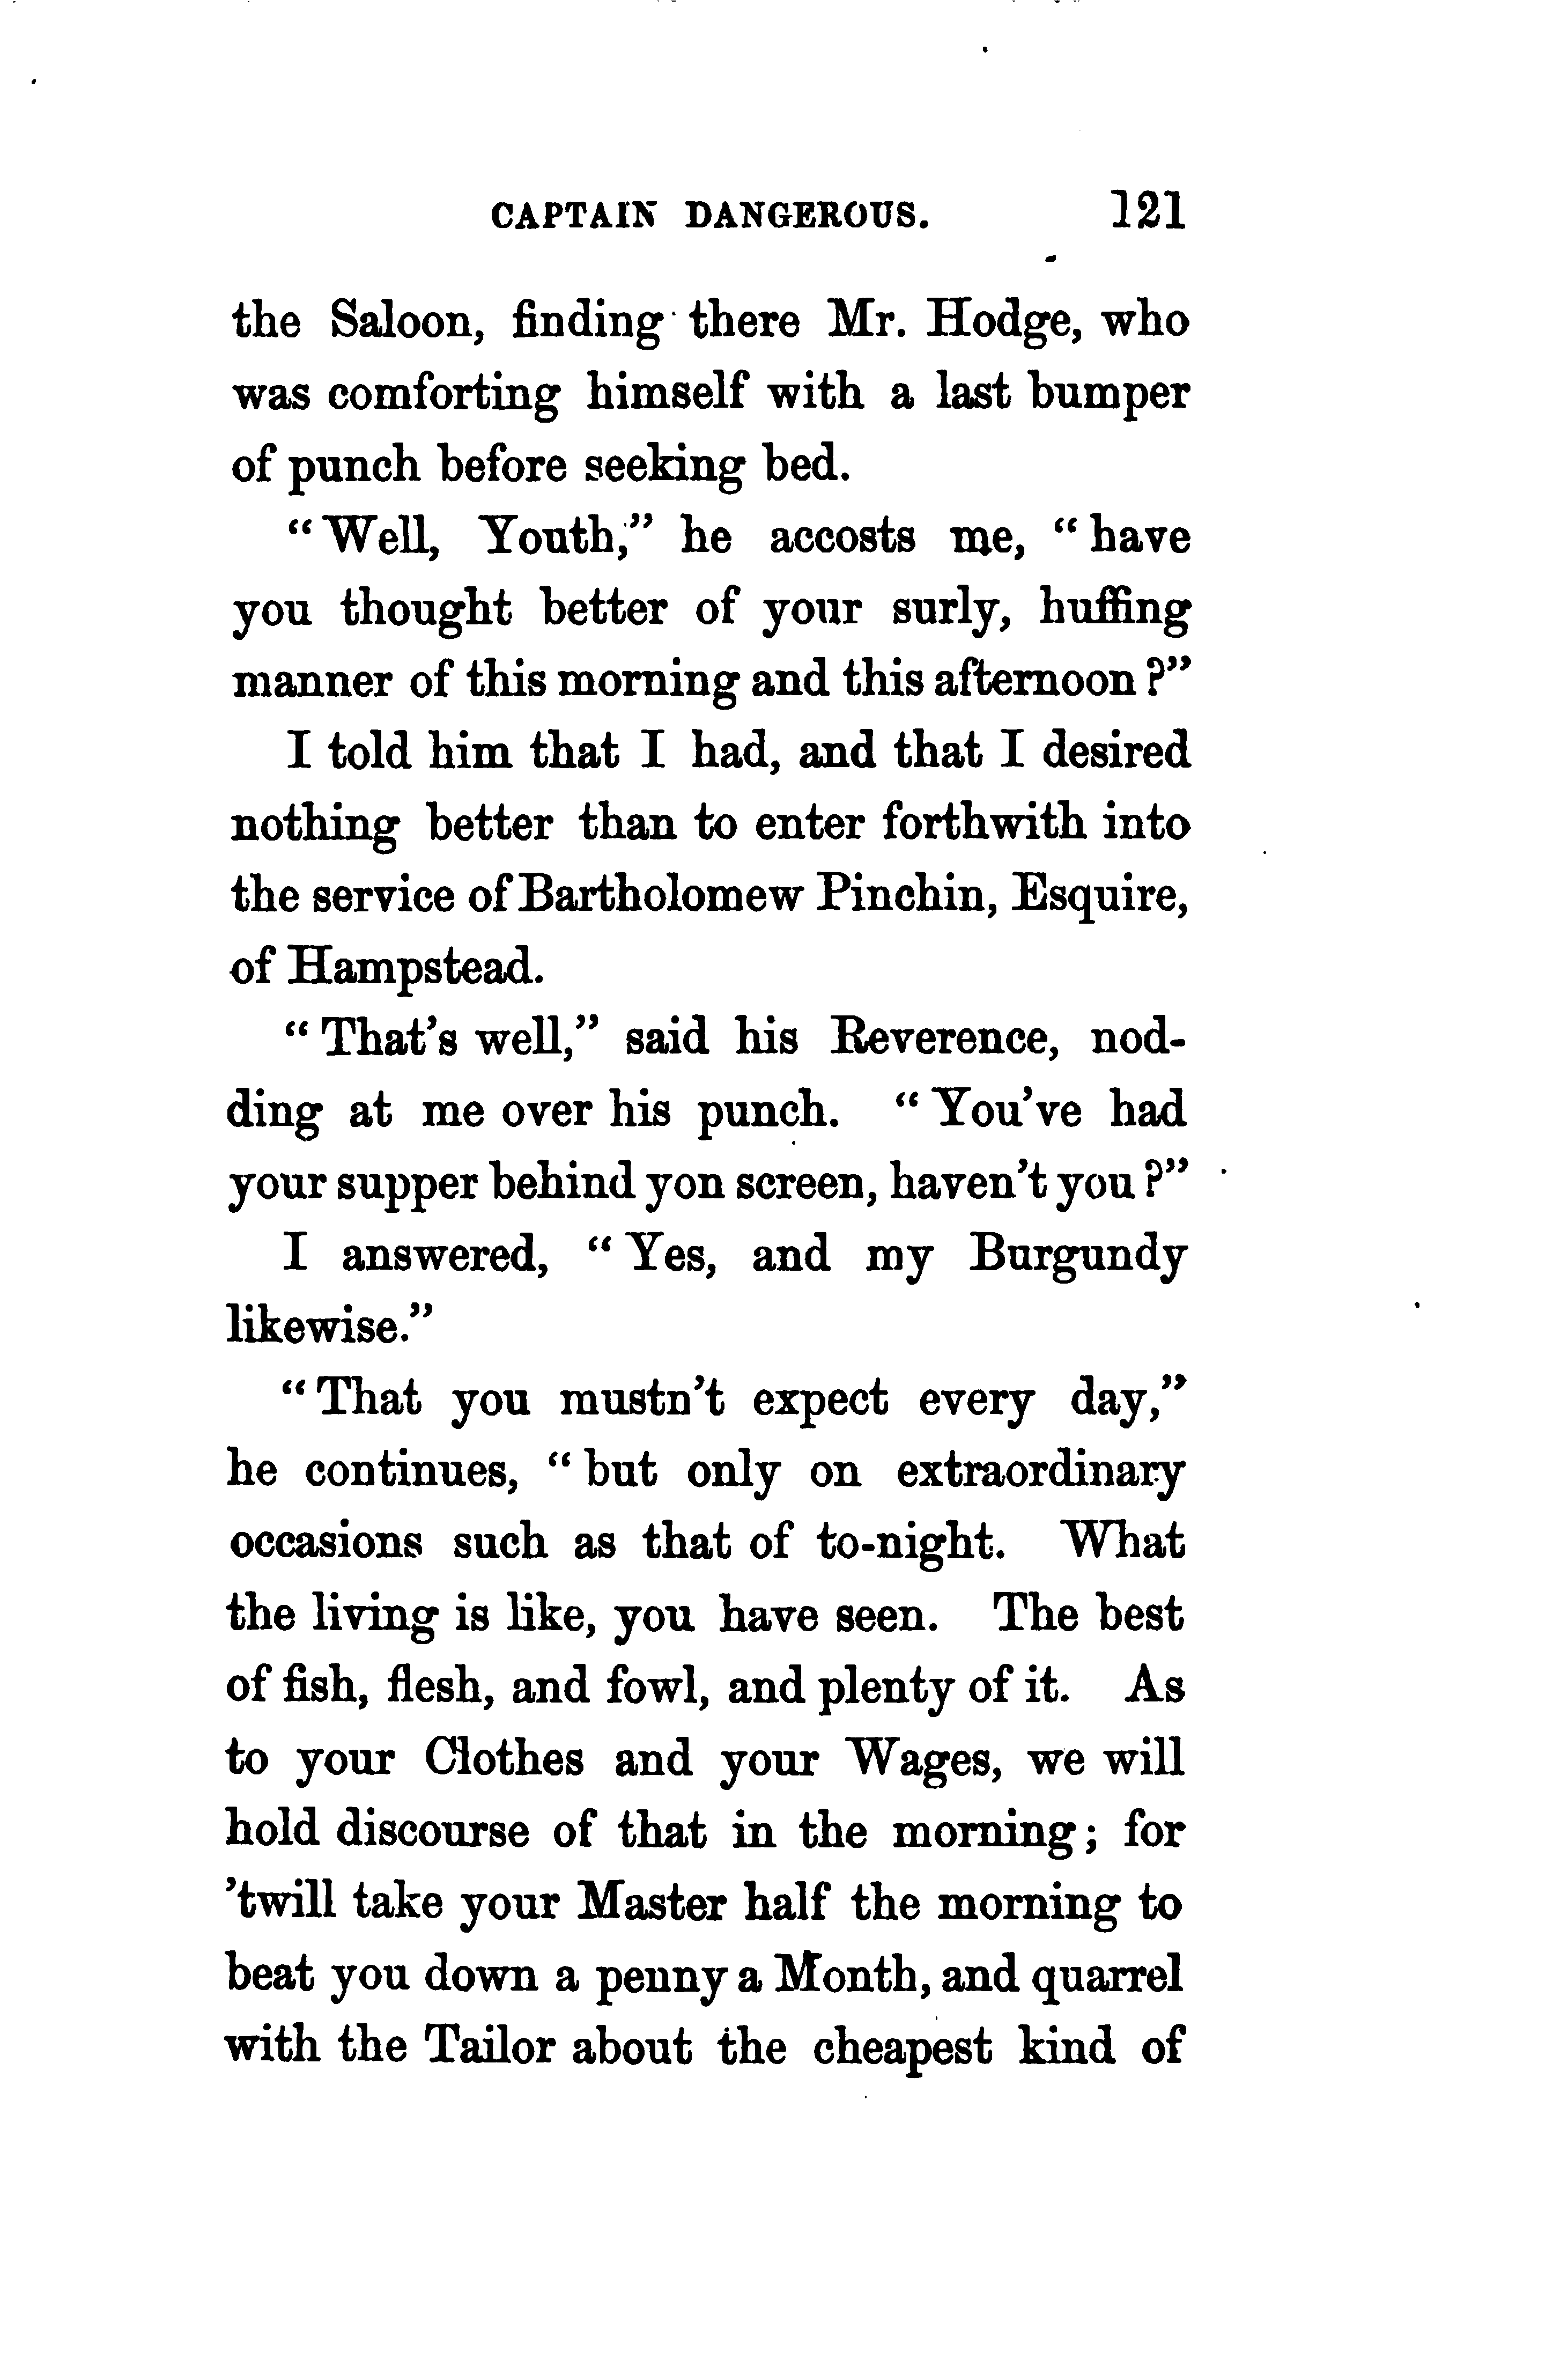 CAPTAIN DANGEROUS. 121
the Saloon, finding there Mr. Hodge, who
was comforting himself with a last bumper
of punch before seeking bed.
“Well, Youth,” he accosts me, “have
you thought better of your surly, huffing
manner of this morning and this afternoon?”
I told him that I had, and that I desired
nothing better than to enter forthwith into
the service of Bartholomew Pinchin, Esquire,
of Hampstead.
“That’s well,” said his Reverence, nod-
ding at me over his punch. “You’ve had
your supper behind yon screen, haven’t you?”
I answered, “Yes, and my Burgundy
likewise.”
“That you mustn’t expect every day,”
he continues, “but only on extraordinary
occasions such as that of to-night. What
the living is like, you have seen. The best
of fish, flesh, and fowl, and plenty of it. As
to your Clothes and your Wages, we will
hold discourse of that in the morning; for
’twill take your Master half the morning to
beat you down a penny a Month, and quarrel
with the Tailor about the cheapest kind of